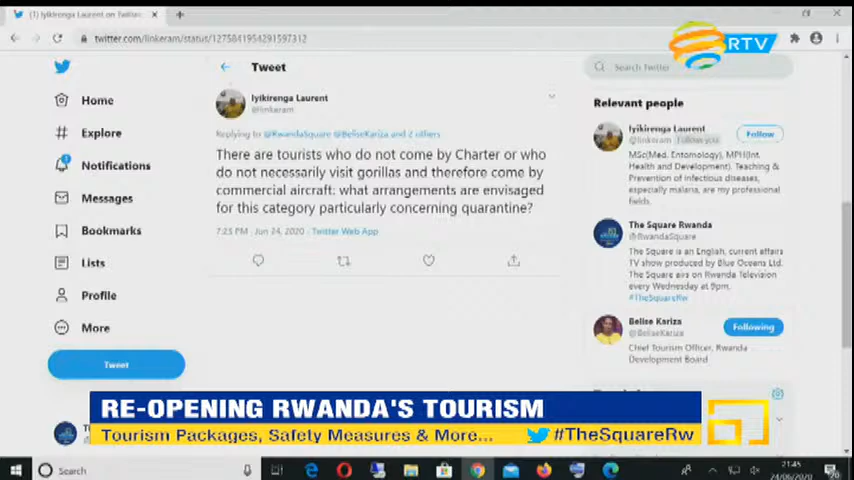 (1) Iyikirenga Laurent on Twitter:
twitter.com/linkeram/status/1275841954291597312
RTV
Home
Explore
Notifications
Messages
Bookmarks
Lists
Profile
More
Tweet
Tweet
Iyikirenga Laurent
@linkeram
Replying to @RwandaSquare @BeliseKariza and 2 others
There are tourists who do not come by Charter or who
do not necessarily visit gorillas and therefore come by
commercial aircraft: what arrangements are envisaged
for this category particularly concerning quarantine?
7:25 PM · Jun 24, 2020 · Twitter Web App
Search Twitter
Relevant people
Iyikirenga Laurent
@linkeram Follows you
Follow
MSc(Med. Entomology), MPH(Int.
Health and Development). Teaching &
Prevention of infectious diseases,
especially malaria, are my professional
fields.
The Square Rwanda
@RwandaSquare
The Square is an English, current affairs
TV show produced by Blue Oceans Ltd.
The Square airs on Rwanda Television
every Wednesday at 9pm.
#TheSquareRw
Belise Kariza
@BeliseKariza
Following
Chief Tourism Officer, Rwanda
Development Board
RE-OPENING RWANDA'S TOURISM
Tourism Packages, Safety Measures & More...
#TheSquareRw
Search
21:45
24/06/2020
20